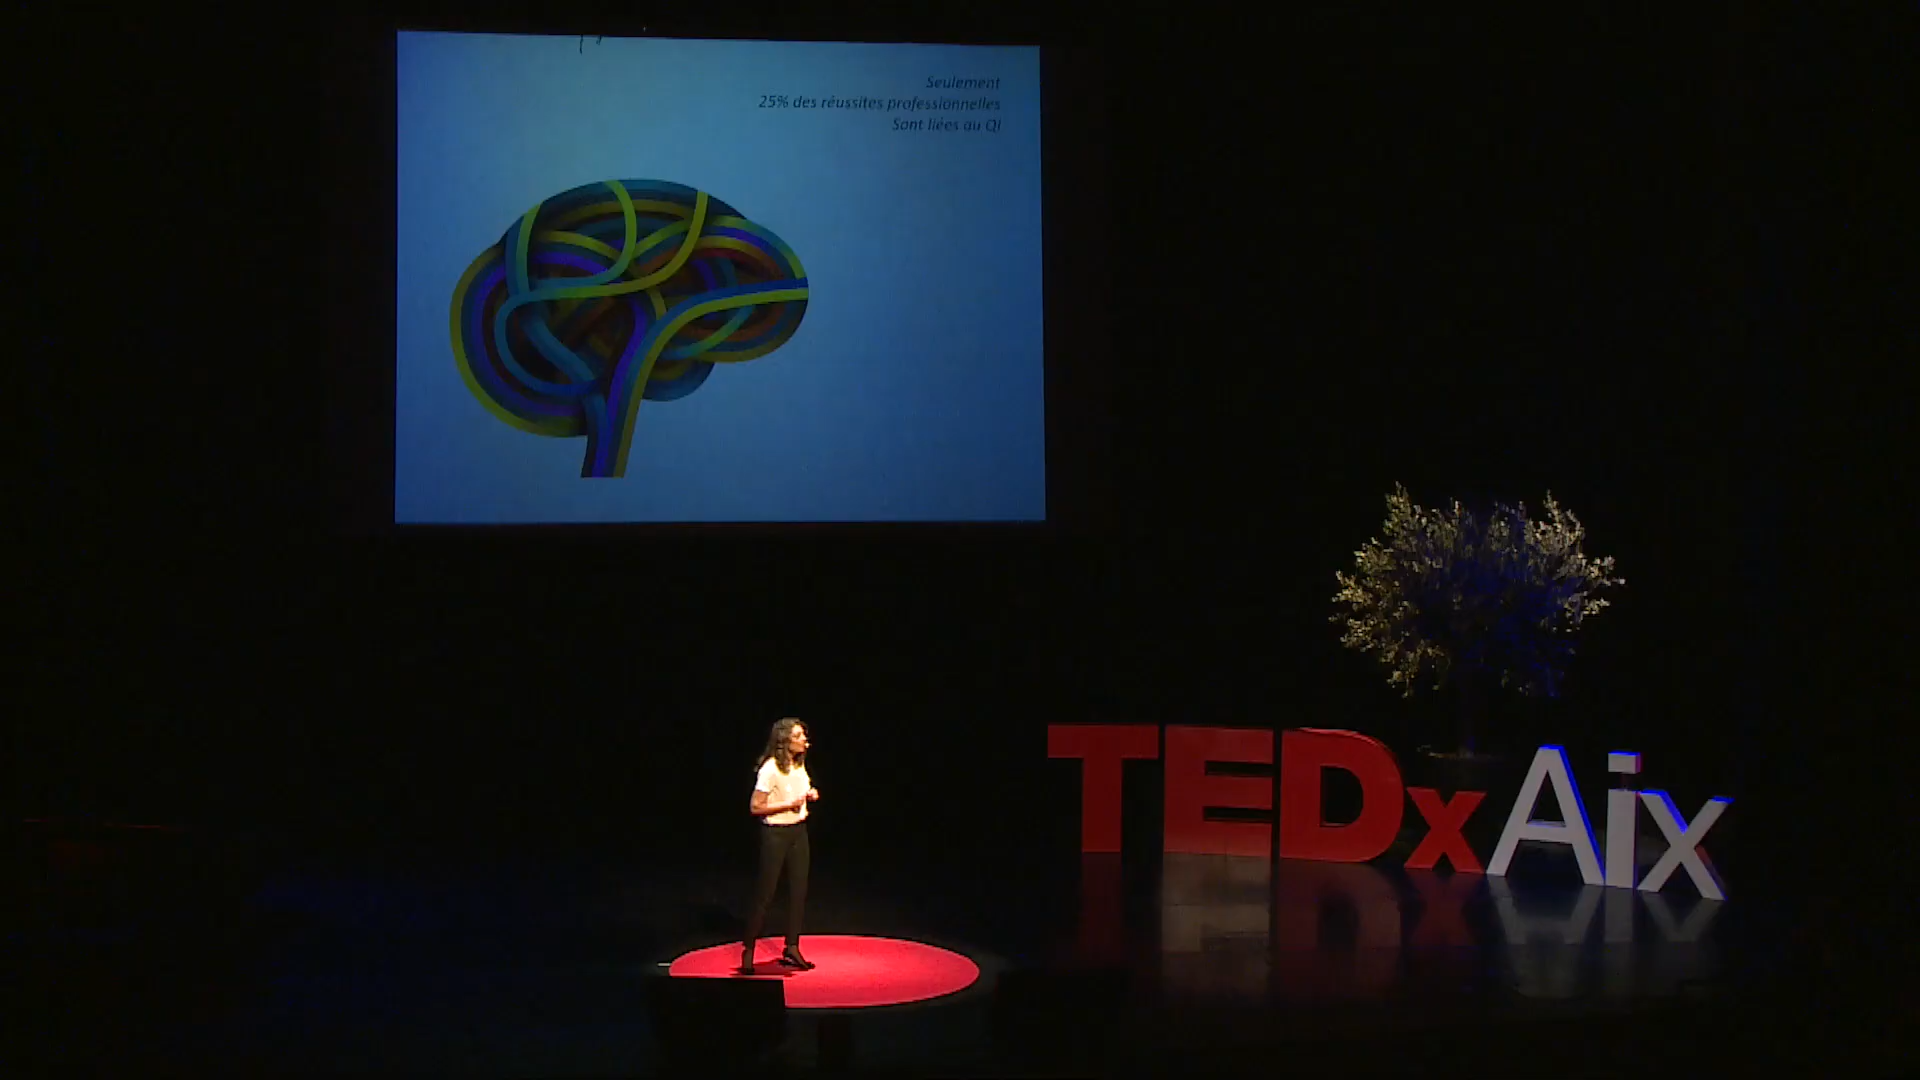 Seulement
25% des réussites professionnelles
Sont liées au QI
TEDxAix